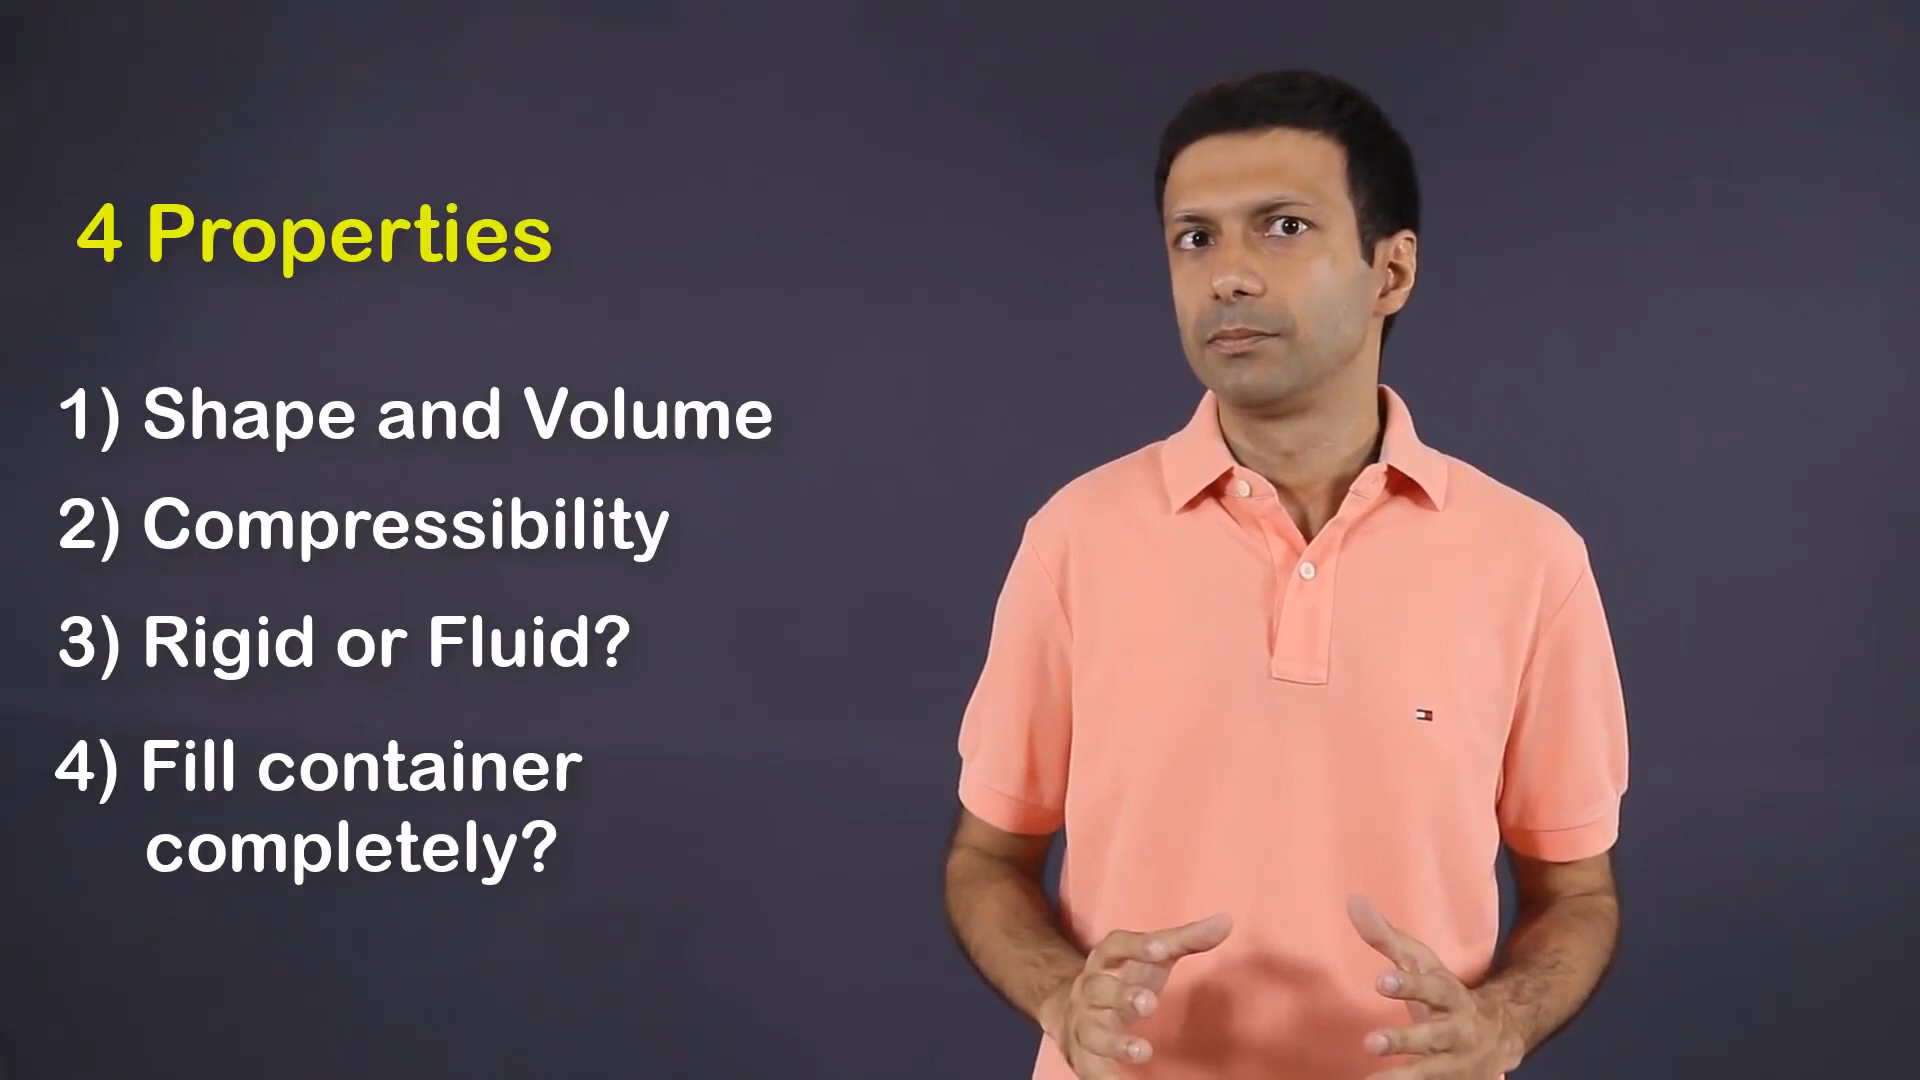 4 Properties
1) Shape and Volume
2) Compressibility
3) Rigid or Fluid?
4) Fill container
completely?